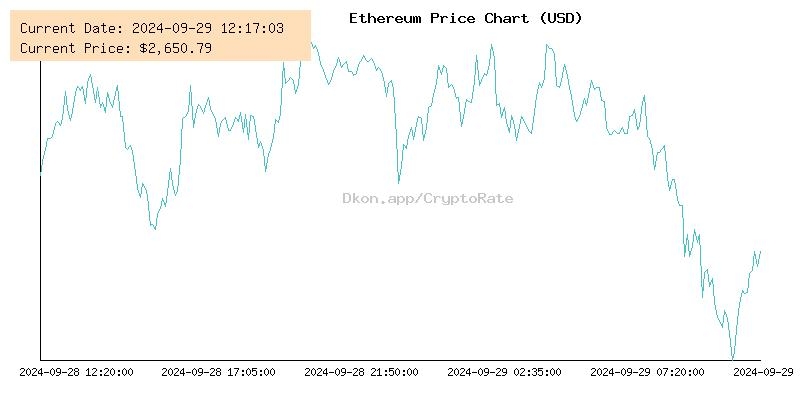 Ethereum Price Chart (USD)
Current Date: 2024-09-29 12:17:03
Current Price: $2,650.79
Dkon.app/CryptoRate
2024-09-28 12:20:00 2024-09-28 17:05:00 2024-09-28 21:50:00 2024-09-29 02:35:00 2024-09-29 07:20:00 2024-09-29